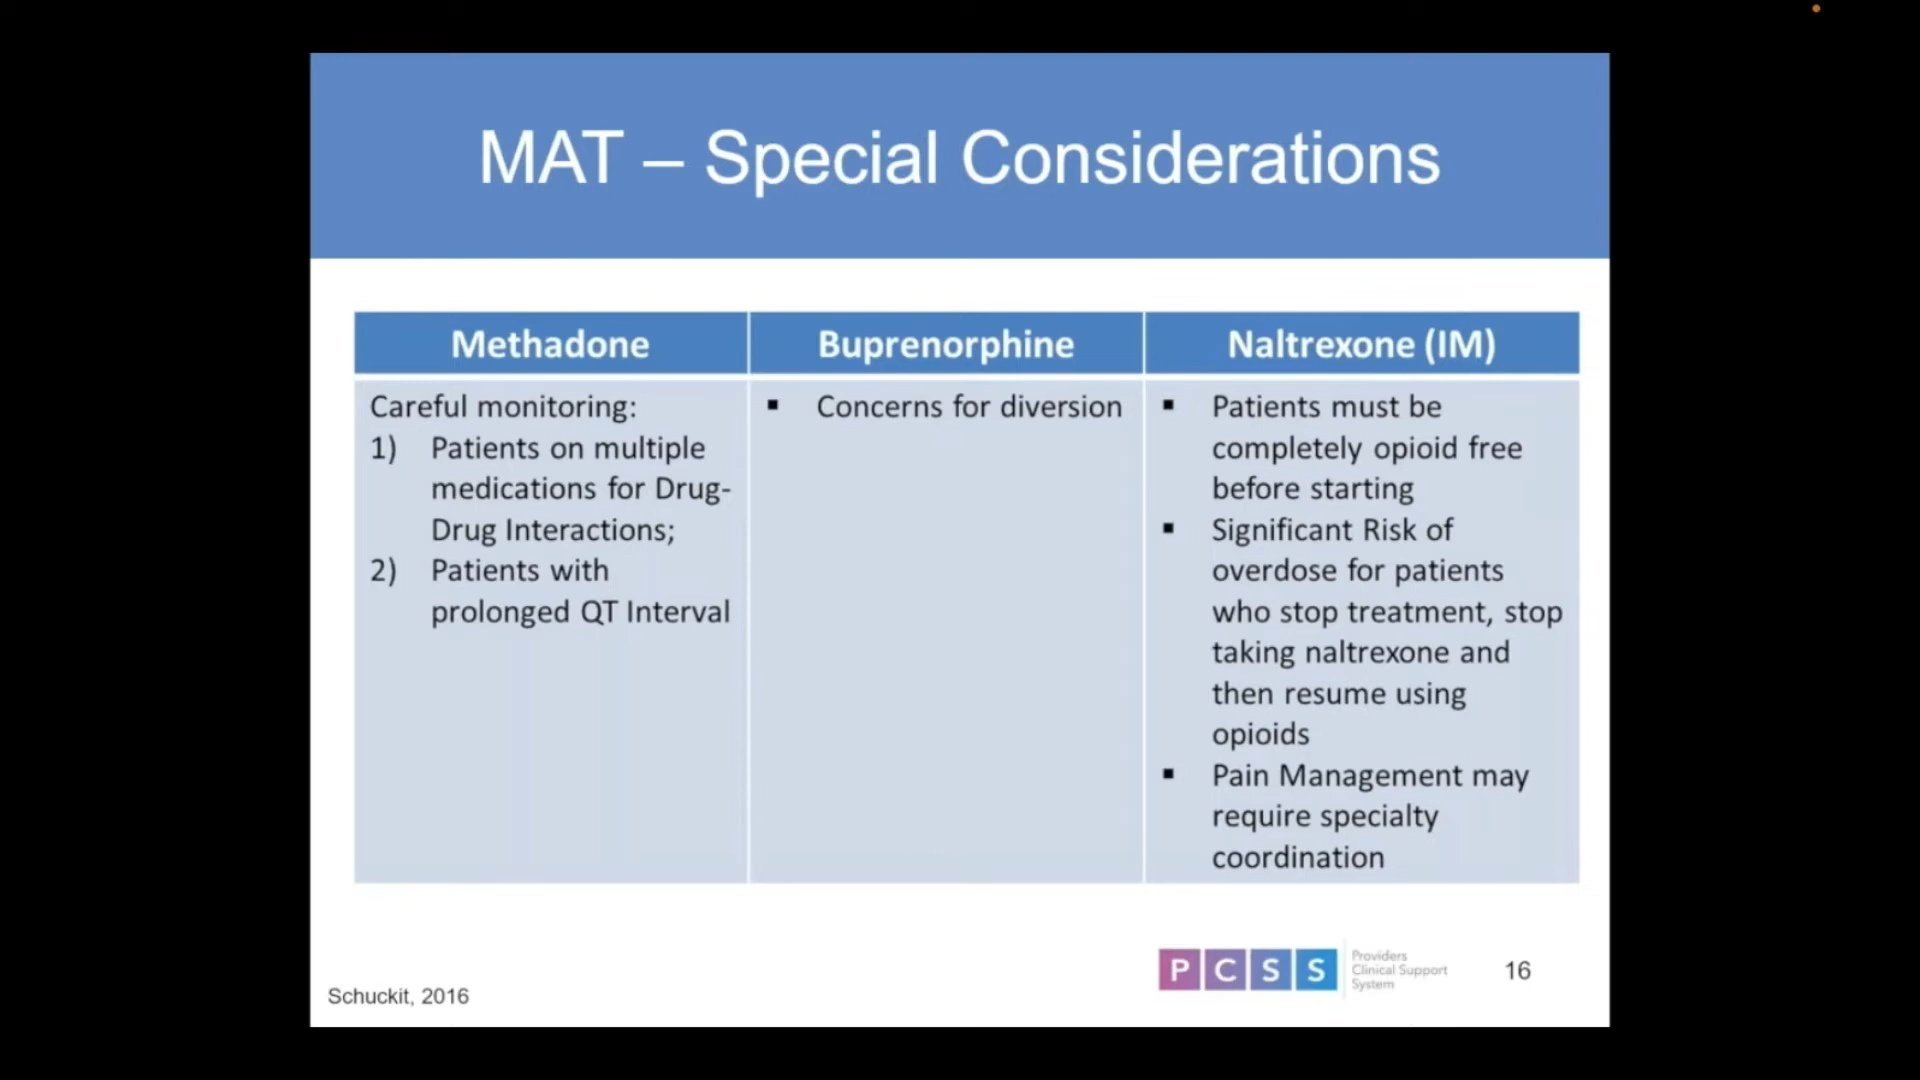 MAT – Special Considerations
Methadone
Buprenorphine
Naltrexone (IM)
Careful monitoring:
1) Patients on multiple
medications for Drug-
Drug Interactions;
2) Patients with
prolonged QT Interval
▪ Concerns for diversion
▪ Patients must be
completely opioid free
before starting
▪ Significant Risk of
overdose for patients
who stop treatment, stop
taking naltrexone and
then resume using
opioids
▪ Pain Management may
require specialty
coordination
Schuckit, 2016
PCSS
Providers
Clinical Support
System
16